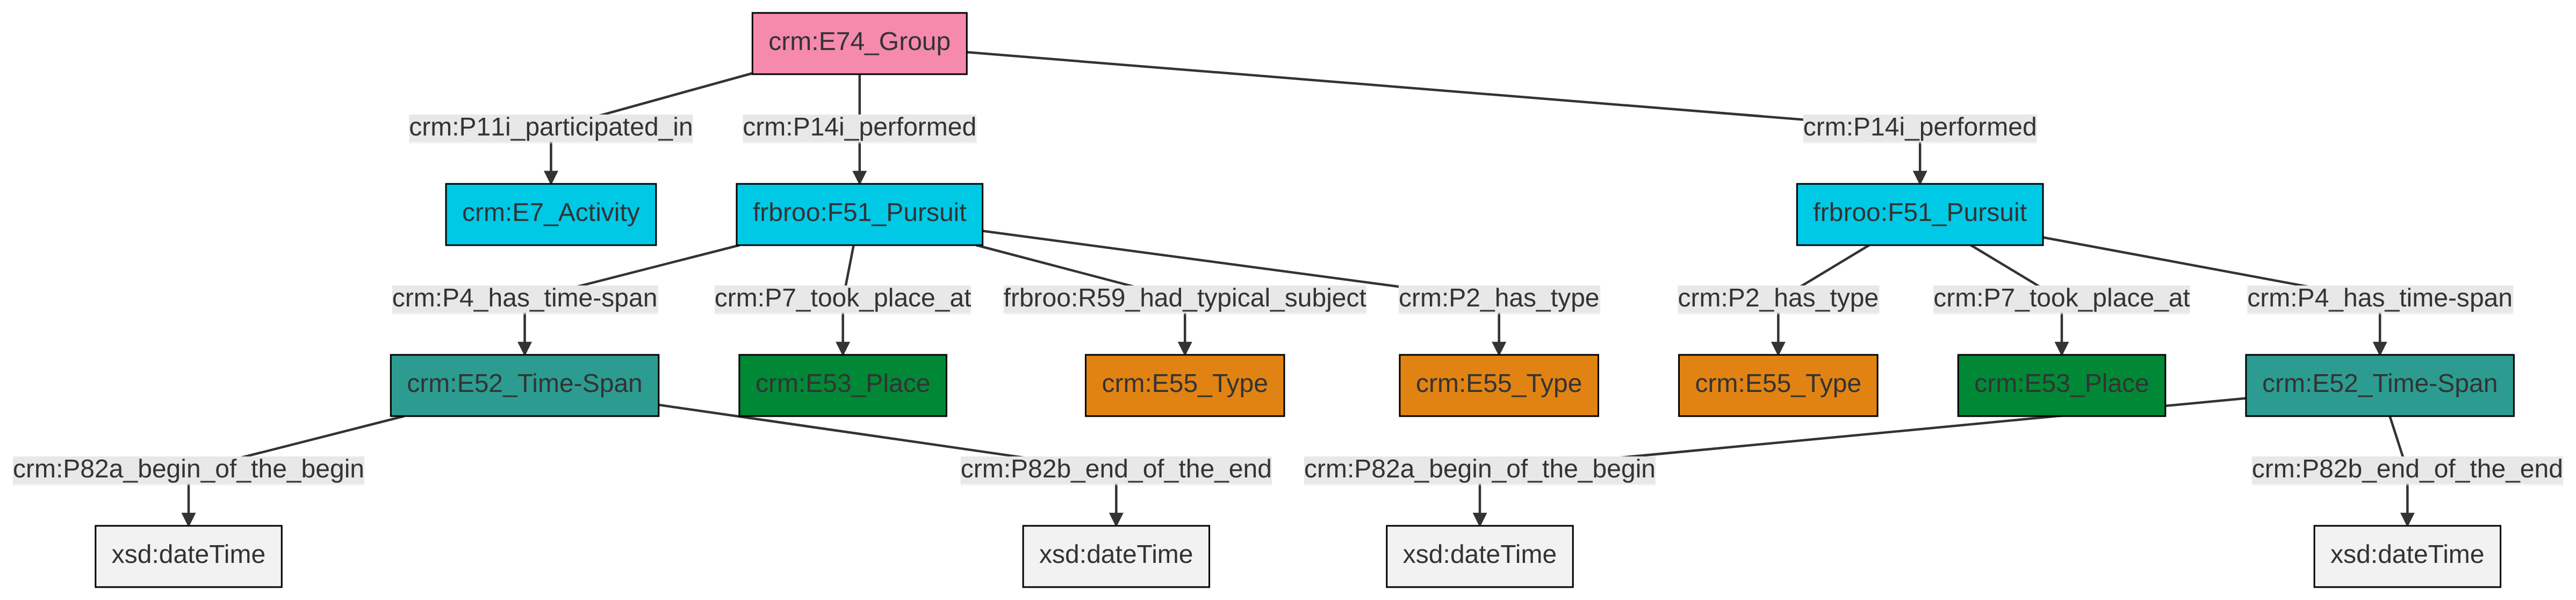 crm:E74_Group
crm:P11i_participated_in
crm:P14i_performed
crm:P14i_performed
crm:E7_Activity
frbroo:F51_Pursuit
frbroo:F51_Pursuit
crm:P4_has_time-span
crm:P7_took_place_at
frbroo:R59_had_typical_subject
crm:P2_has_type
crm:P2_has_type
crm:P7_took_place_at
crm:P4_has_time-span
crm:E52_Time-Span
crm:E53_Place
crm:E55_Type
crm:E55_Type
crm:E55_Type
crm:E53_Place
crm:E52_Time-Span
crm:P82a_begin_of_the_begin
crm:P82b_end_of_the_end
crm:P82a_begin_of_the_begin
crm:P82b_end_of_the_end
xsd:dateTime
xsd:dateTime
xsd:dateTime
xsd:dateTime